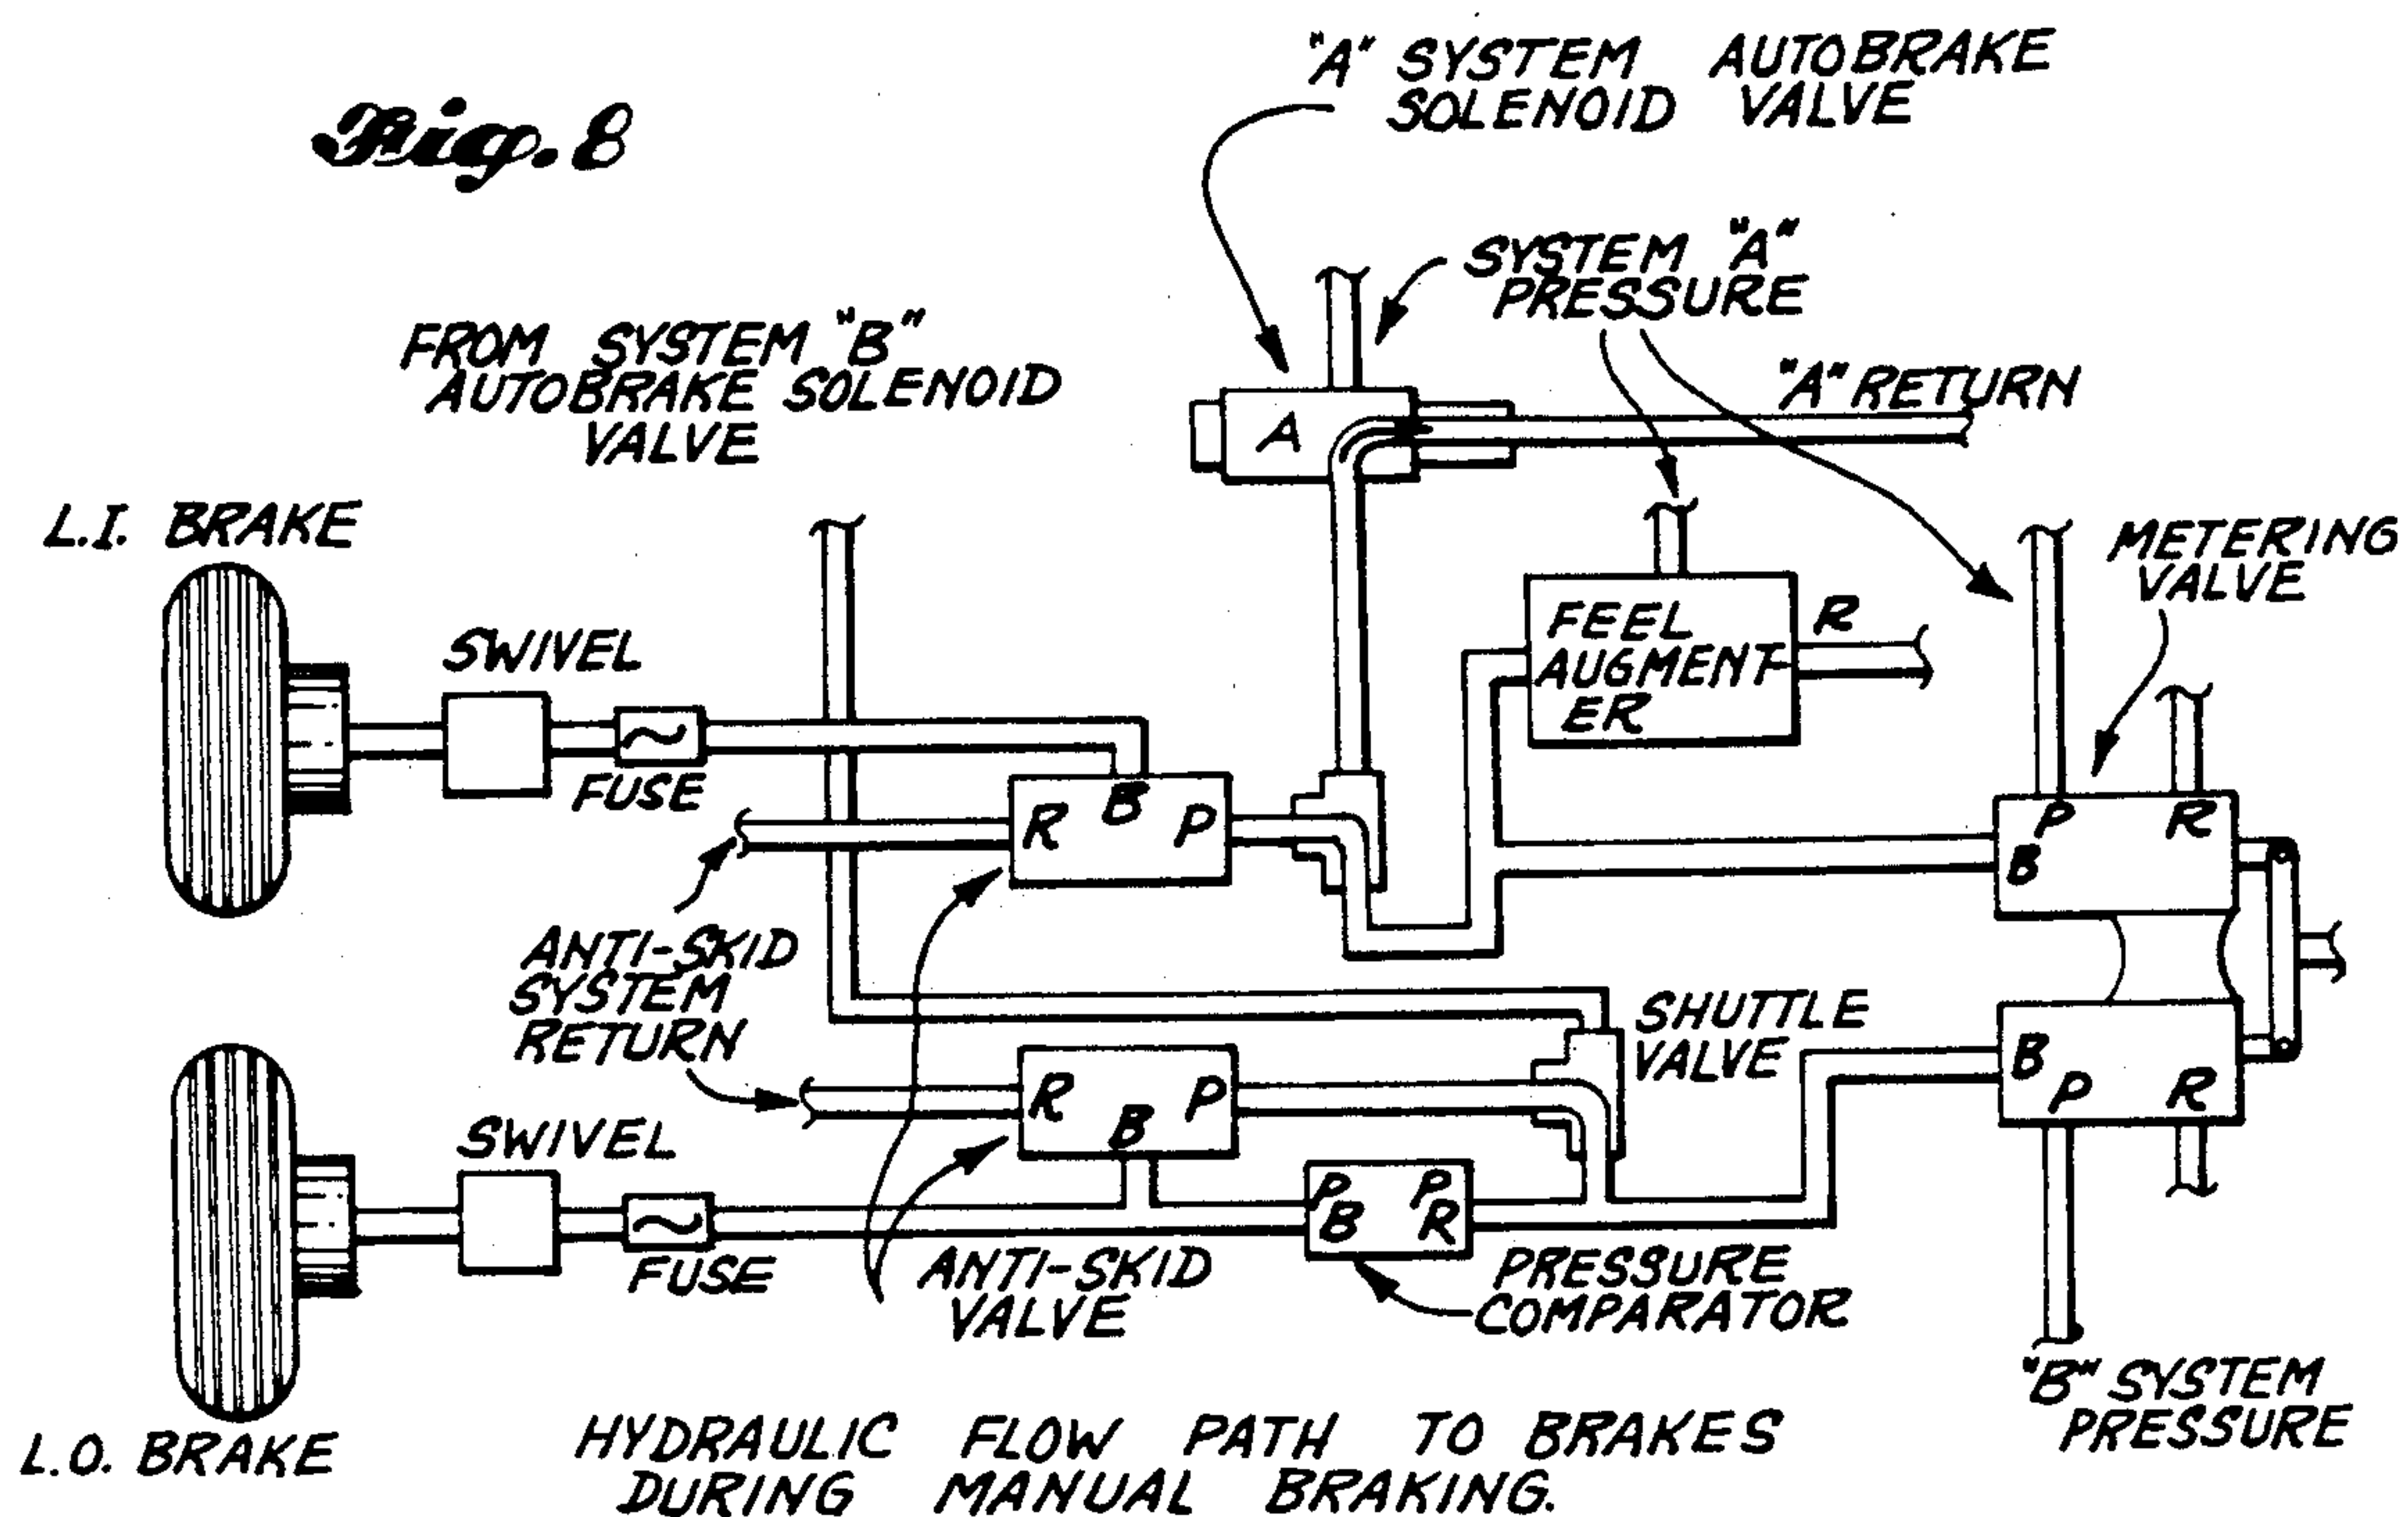 Fig. 8
"A" SYSTEM AUTOBRAKE
SOLENOID VALVE
SYSTEM "A"
PRESSURE
"A" RETURN
FROM SYSTEM "B"
AUTOBRAKE SOLENOID
VALVE
A
L.I. BRAKE
METERING
VALVE
SWIVEL
FEEL
AUGMENT-
ER
R
FUSE
R B P
P R
B
ANTI-SKID
SYSTEM
RETURN
SHUTTLE
VALVE
R B P
B P R
SWIVEL
P P
B R
FUSE
ANTI-SKID
VALVE
PRESSURE
COMPARATOR
"B" SYSTEM
PRESSURE
L.O. BRAKE
HYDRAULIC FLOW PATH TO BRAKES
DURING MANUAL BRAKING.